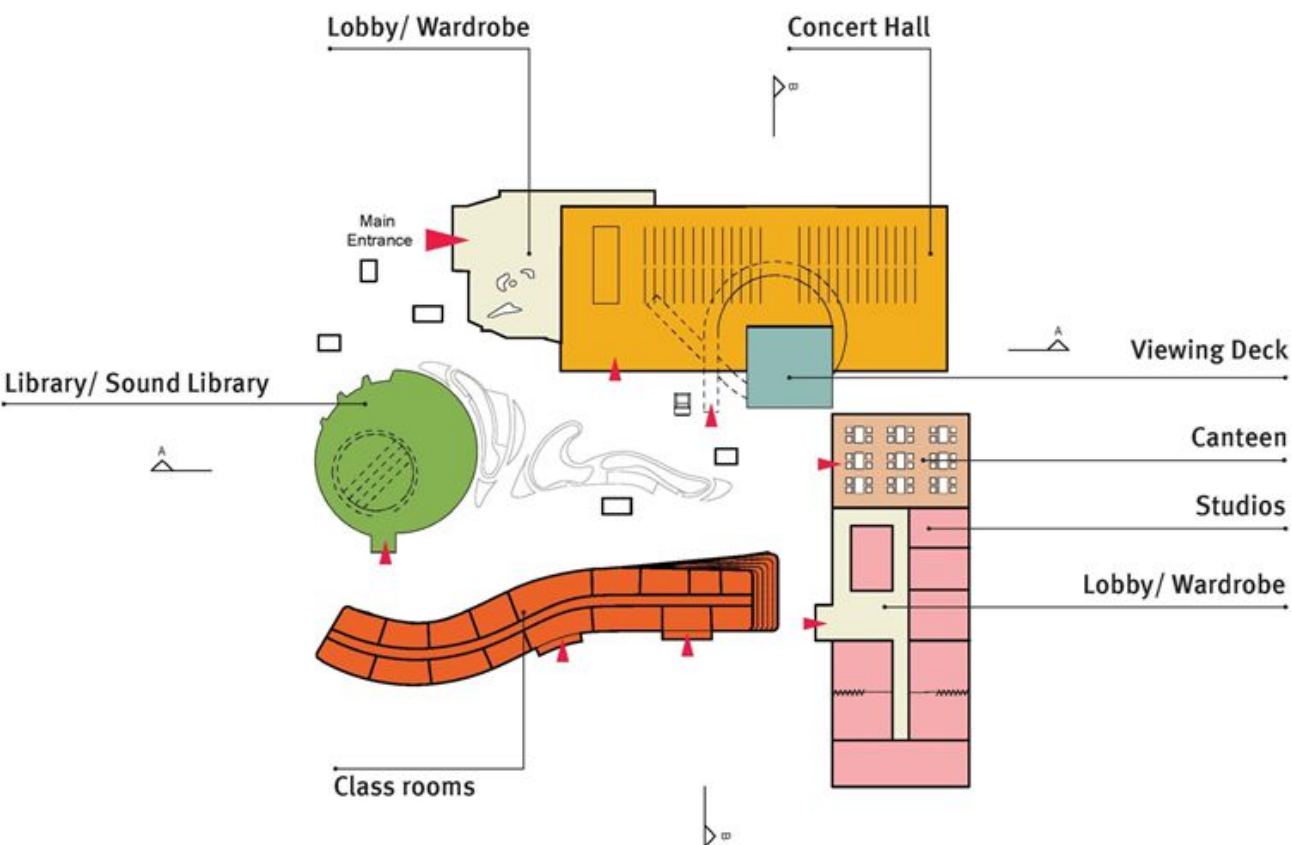 Lobby/ Wardrobe
Concert Hall
B
Main
Entrance
A
Viewing Deck
Library/ Sound Library
A
Canteen
Studios
Lobby/ Wardrobe
Class rooms
B